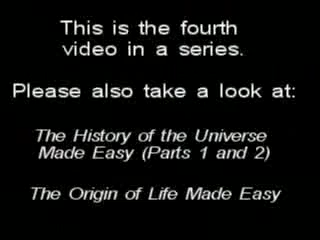 This is the fourth
video in a series.
Please also take a look at:
The History of the Universe
Made Easy (Parts 1 and 2)
The Origin of Life Made Easy